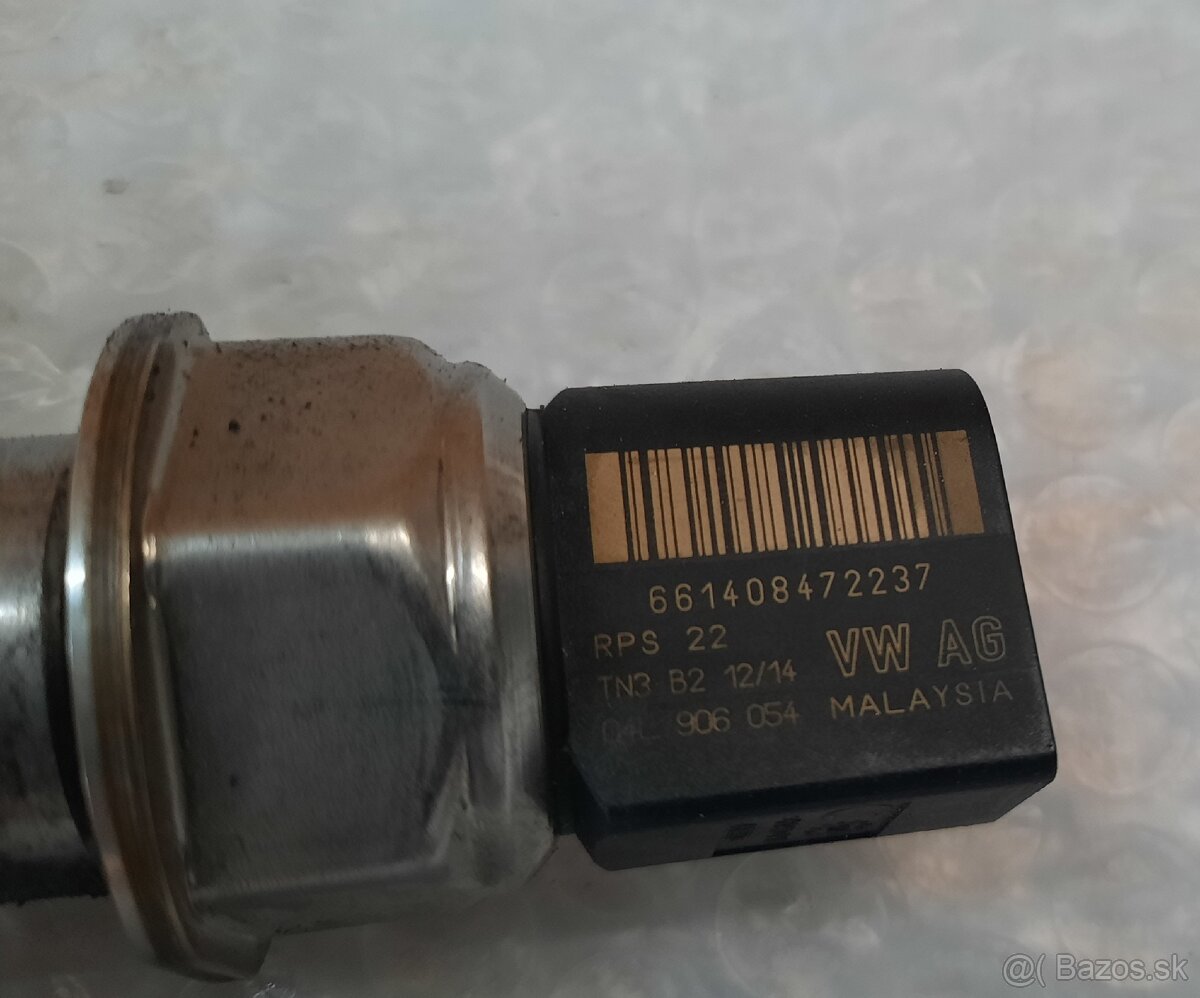 661408472237
RPS 22
VW AG
TN3 B2 12/14
MALAYSIA
04L 906 054
@( Bazos.sk